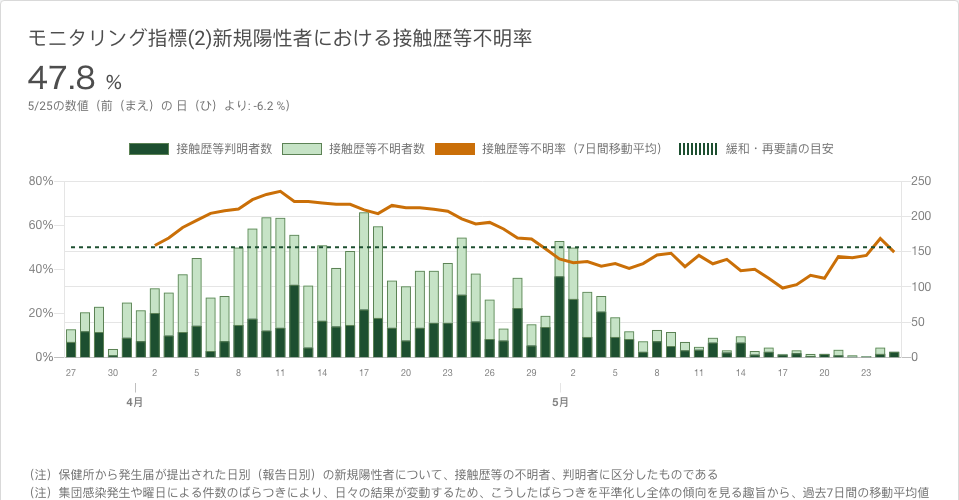 モニタリング指標(2)新規陽性者における接触歴等不明率
47.8 %
5/25の数値（前（まえ）の 日（ひ）より: -6.2 %）
接触歴等判明者数 接触歴等不明者数 接触歴等不明率（7日間移動平均） 緩和・再要請の目安
80% 250
200
60%
150
40%
100
20%
50
0% 0
27 30 2 5 8 11 14 17 20 23 26 29 2 5 8 11 14 17 20 23
4月 5月
（注）保健所から発生届が提出された日別（報告日別）の新規陽性者について、接触歴等の不明者、判明者に区分したものである
（注）集団感染発生や曜日による件数のばらつきにより、日々の結果が変動するため、こうしたばらつきを平準化し全体の傾向を見る趣旨から、過去7日間の移動平均値